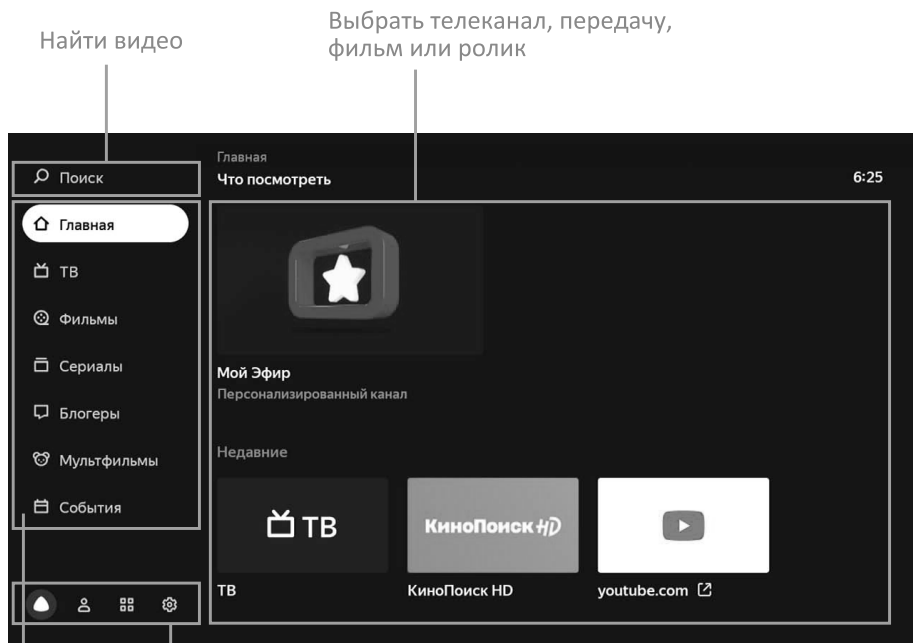 Найти видео
Выбрать телеканал, передачу,
фильм или ролик
Поиск
Главная
ТВ
Фильмы
Сериалы
Блогеры
Мультфильмы
События
Главная
Что посмотреть
6:25
Мой Эфир
Персонализированный канал
Недавние
ТВ
КиноПоиск HD
ТВ
КиноПоиск HD
youtube.com